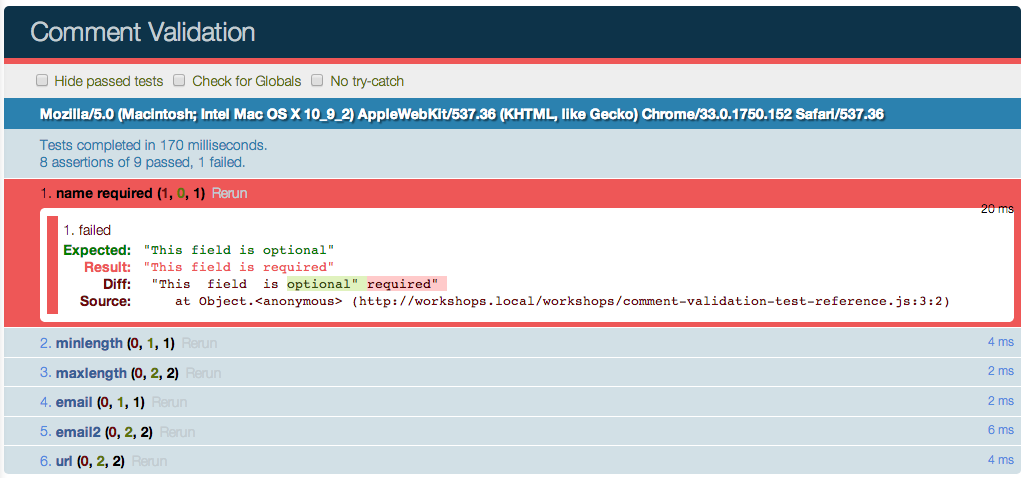 Comment Validation
Hide passed tests Check for Globals No try-catch
Mozilla/5.0 (Macintosh; Intel Mac OS X 10_9_2) AppleWebKit/537.36 (KHTML, like Gecko) Chrome/33.0.1750.152 Safari/537.36
Tests completed in 170 milliseconds.
8 assertions of 9 passed, 1 failed.
1. name required (1, 0, 1) Rerun
20 ms
1. failed
Expected: "This field is optional"
Result: "This field is required"
Diff: "This field is optional" required"
Source: at Object.<anonymous> (http://workshops.local/workshops/comment-validation-test-reference.js:3:2)
2. minlength (0, 1, 1) Rerun 4 ms
3. maxlength (0, 2, 2) Rerun 2 ms
4. email (0, 1, 1) Rerun 2 ms
5. email2 (0, 2, 2) Rerun 6 ms
6. url (0, 2, 2) Rerun 4 ms